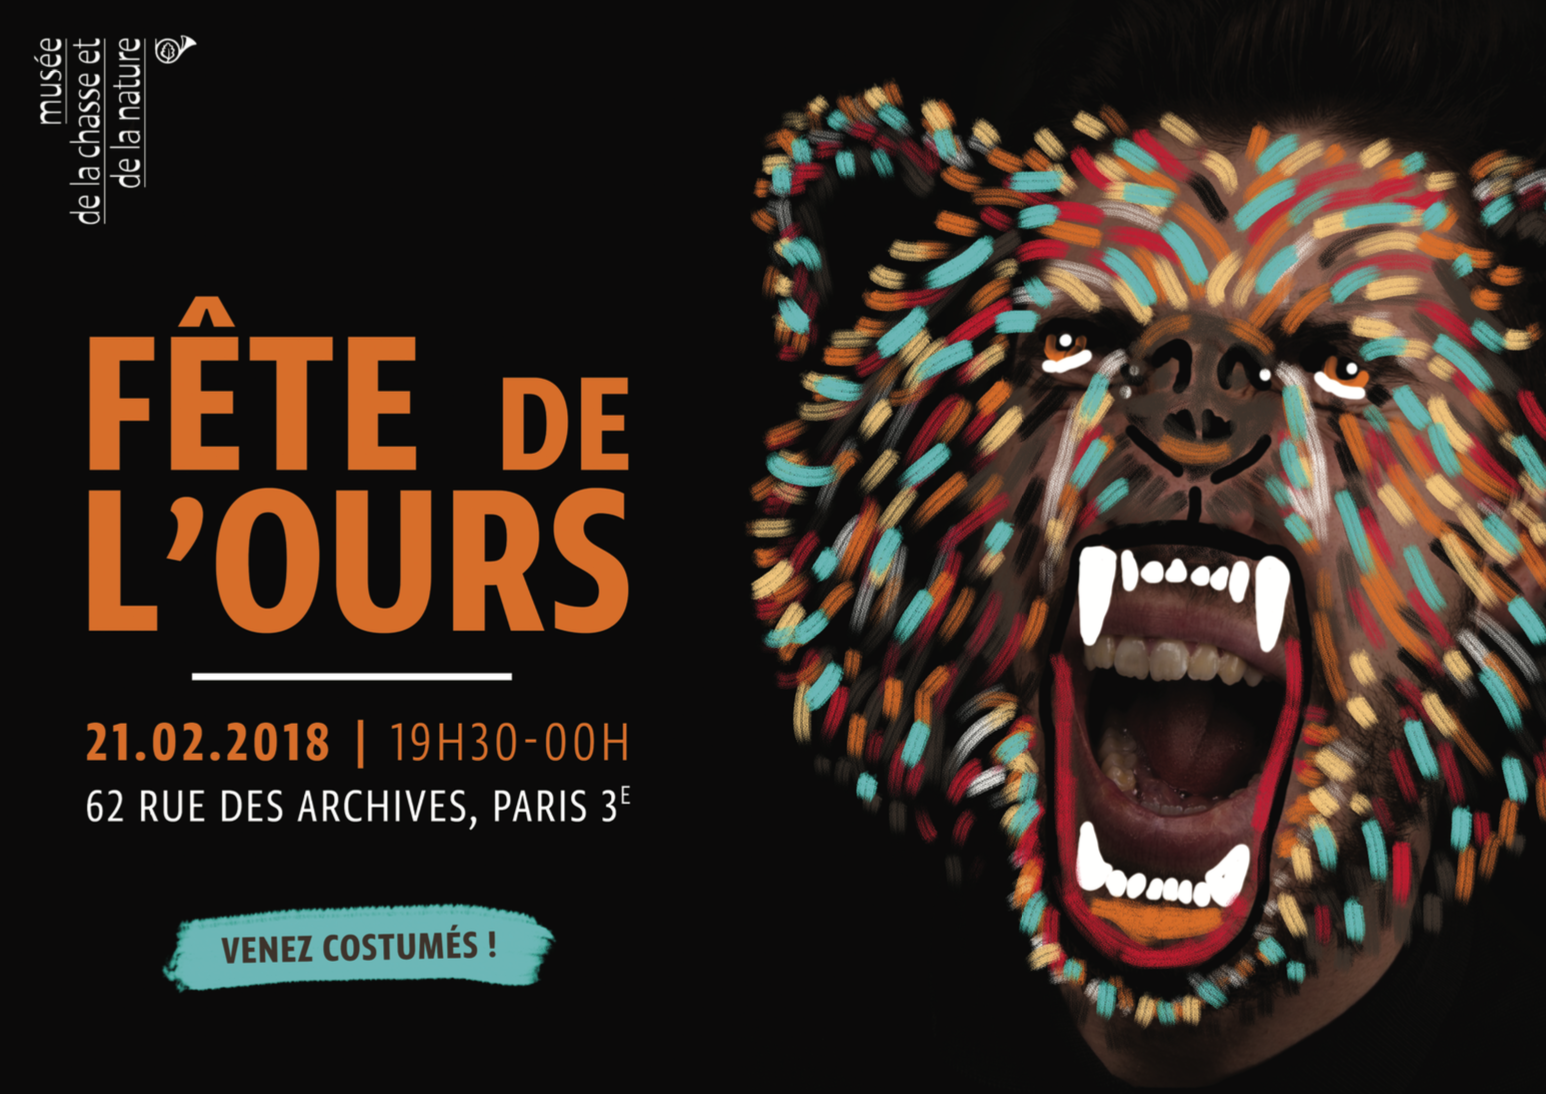 musée
de la chasse et
de la nature
FÊTE DE
L’OURS
21.02.2018 | 19H30-00H
62 RUE DES ARCHIVES, PARIS 3E
VENEZ COSTUMÉS !